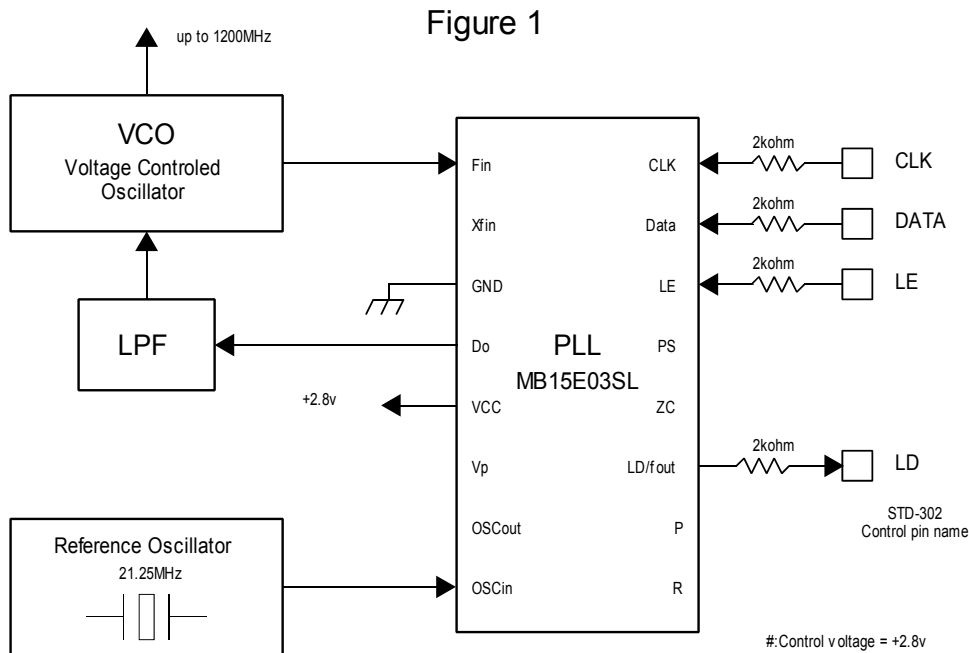 Figure 1
up to 1200MHz
VCO
Voltage Controled
Oscillator
LPF
+2.8v
Reference Oscillator
21.25MHz
Fin
Xfin
GND
Do
VCC
Vp
OSCout
OSCin
PLL
MB15E03SL
CLK
Data
LE
PS
ZC
LD/fout
P
R
2kohm
CLK
2kohm
DATA
2kohm
LE
2kohm
LD
STD-302
Control pin name
#:Control voltage = +2.8v